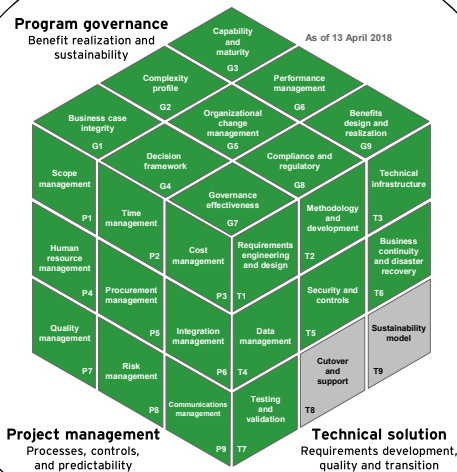 Program governance
Benefit realization and
sustainability
As of 13 April 2018
Capability
and
maturity
G3
Complexity
profile
G2
Performance
management
G6
Business case
integrity
G1
Organizational
change
management
G5
Benefits
design and
realization
G9
Decision
framework
G4
Compliance and
regulatory
G8
Governance
effectiveness
G7
Scope
management
P1
Time
management
P2
Cost
management
P3
Human
resource
management
P4
Procurement
management
P5
Integration
management
P6
Quality
management
P7
Risk
management
P8
Communications
management
P9
Requirements
engineering
and design
T1
Methodology
and
development
T2
Technical
infrastructure
T3
Data
management
T4
Security and
controls
T5
Business
continuity
and disaster
recovery
T6
Testing
and
validation
T7
Cutover
and
support
T8
Sustainability
model
T9
Project management
Processes, controls,
and predictability
Technical solution
Requirements development,
quality and transition